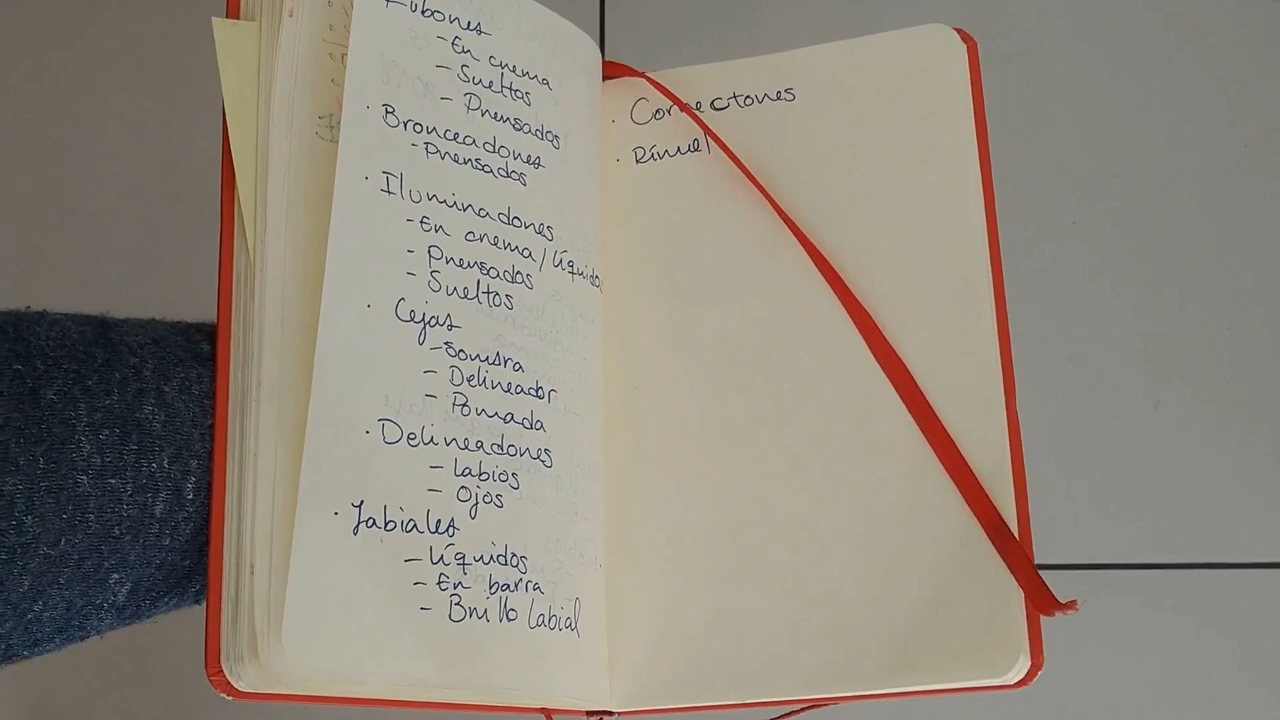 Rubores
- En crema
- Sueltos
- Prensados
· Bronceadores
- Prensados
· Iluminadores
- En crema / líquidos
- Prensados
- Sueltos
· Cejas
- Sombra
- Delineador
- Pomada
· Delineadores
- labios
- Ojos
· Labiales
- líquidos
- En barra
- Brillo labial
· Correctores
· Rímel